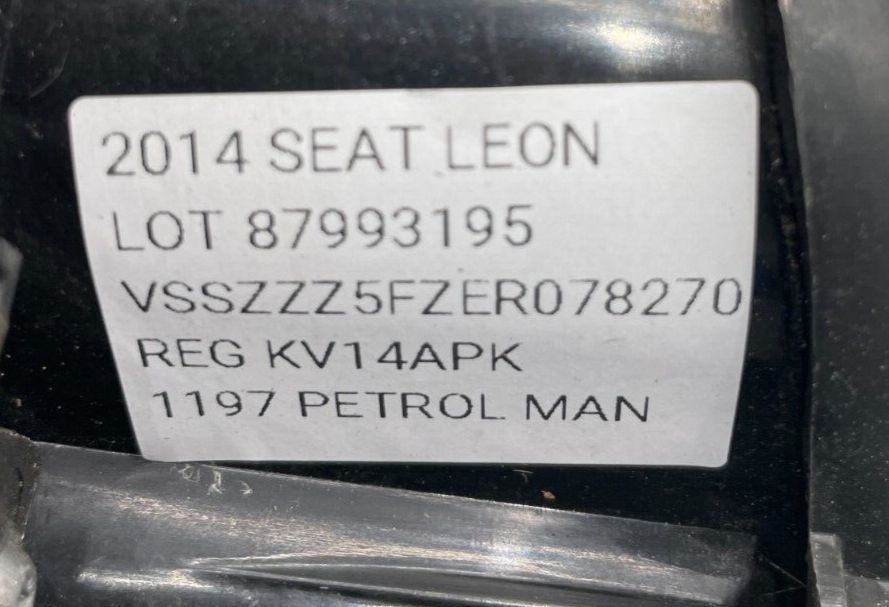 2014 SEAT LEON
LOT 87993195
VSSZZZ5FZER078270
REG KV14APK
1197 PETROL MAN